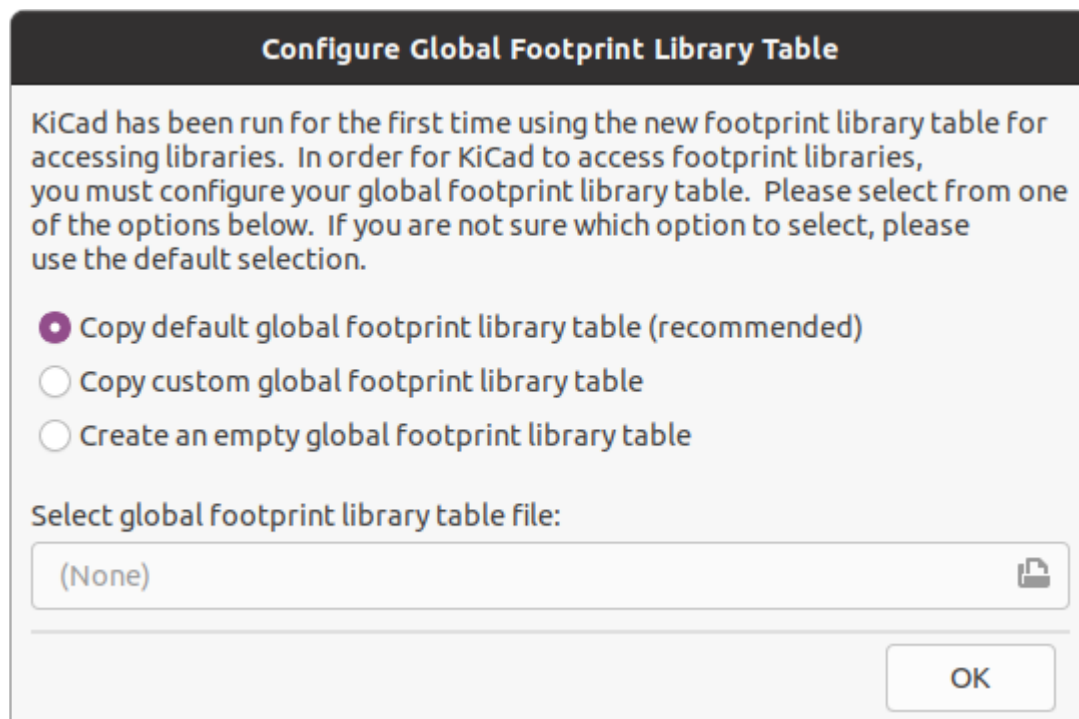 Configure Global Footprint Library Table
KiCad has been run for the first time using the new footprint library table for
accessing libraries.  In order for KiCad to access footprint libraries,
you must configure your global footprint library table.  Please select from one
of the options below.  If you are not sure which option to select, please
use the default selection.
Copy default global footprint library table (recommended)
Copy custom global footprint library table
Create an empty global footprint library table
Select global footprint library table file:
(None)
OK